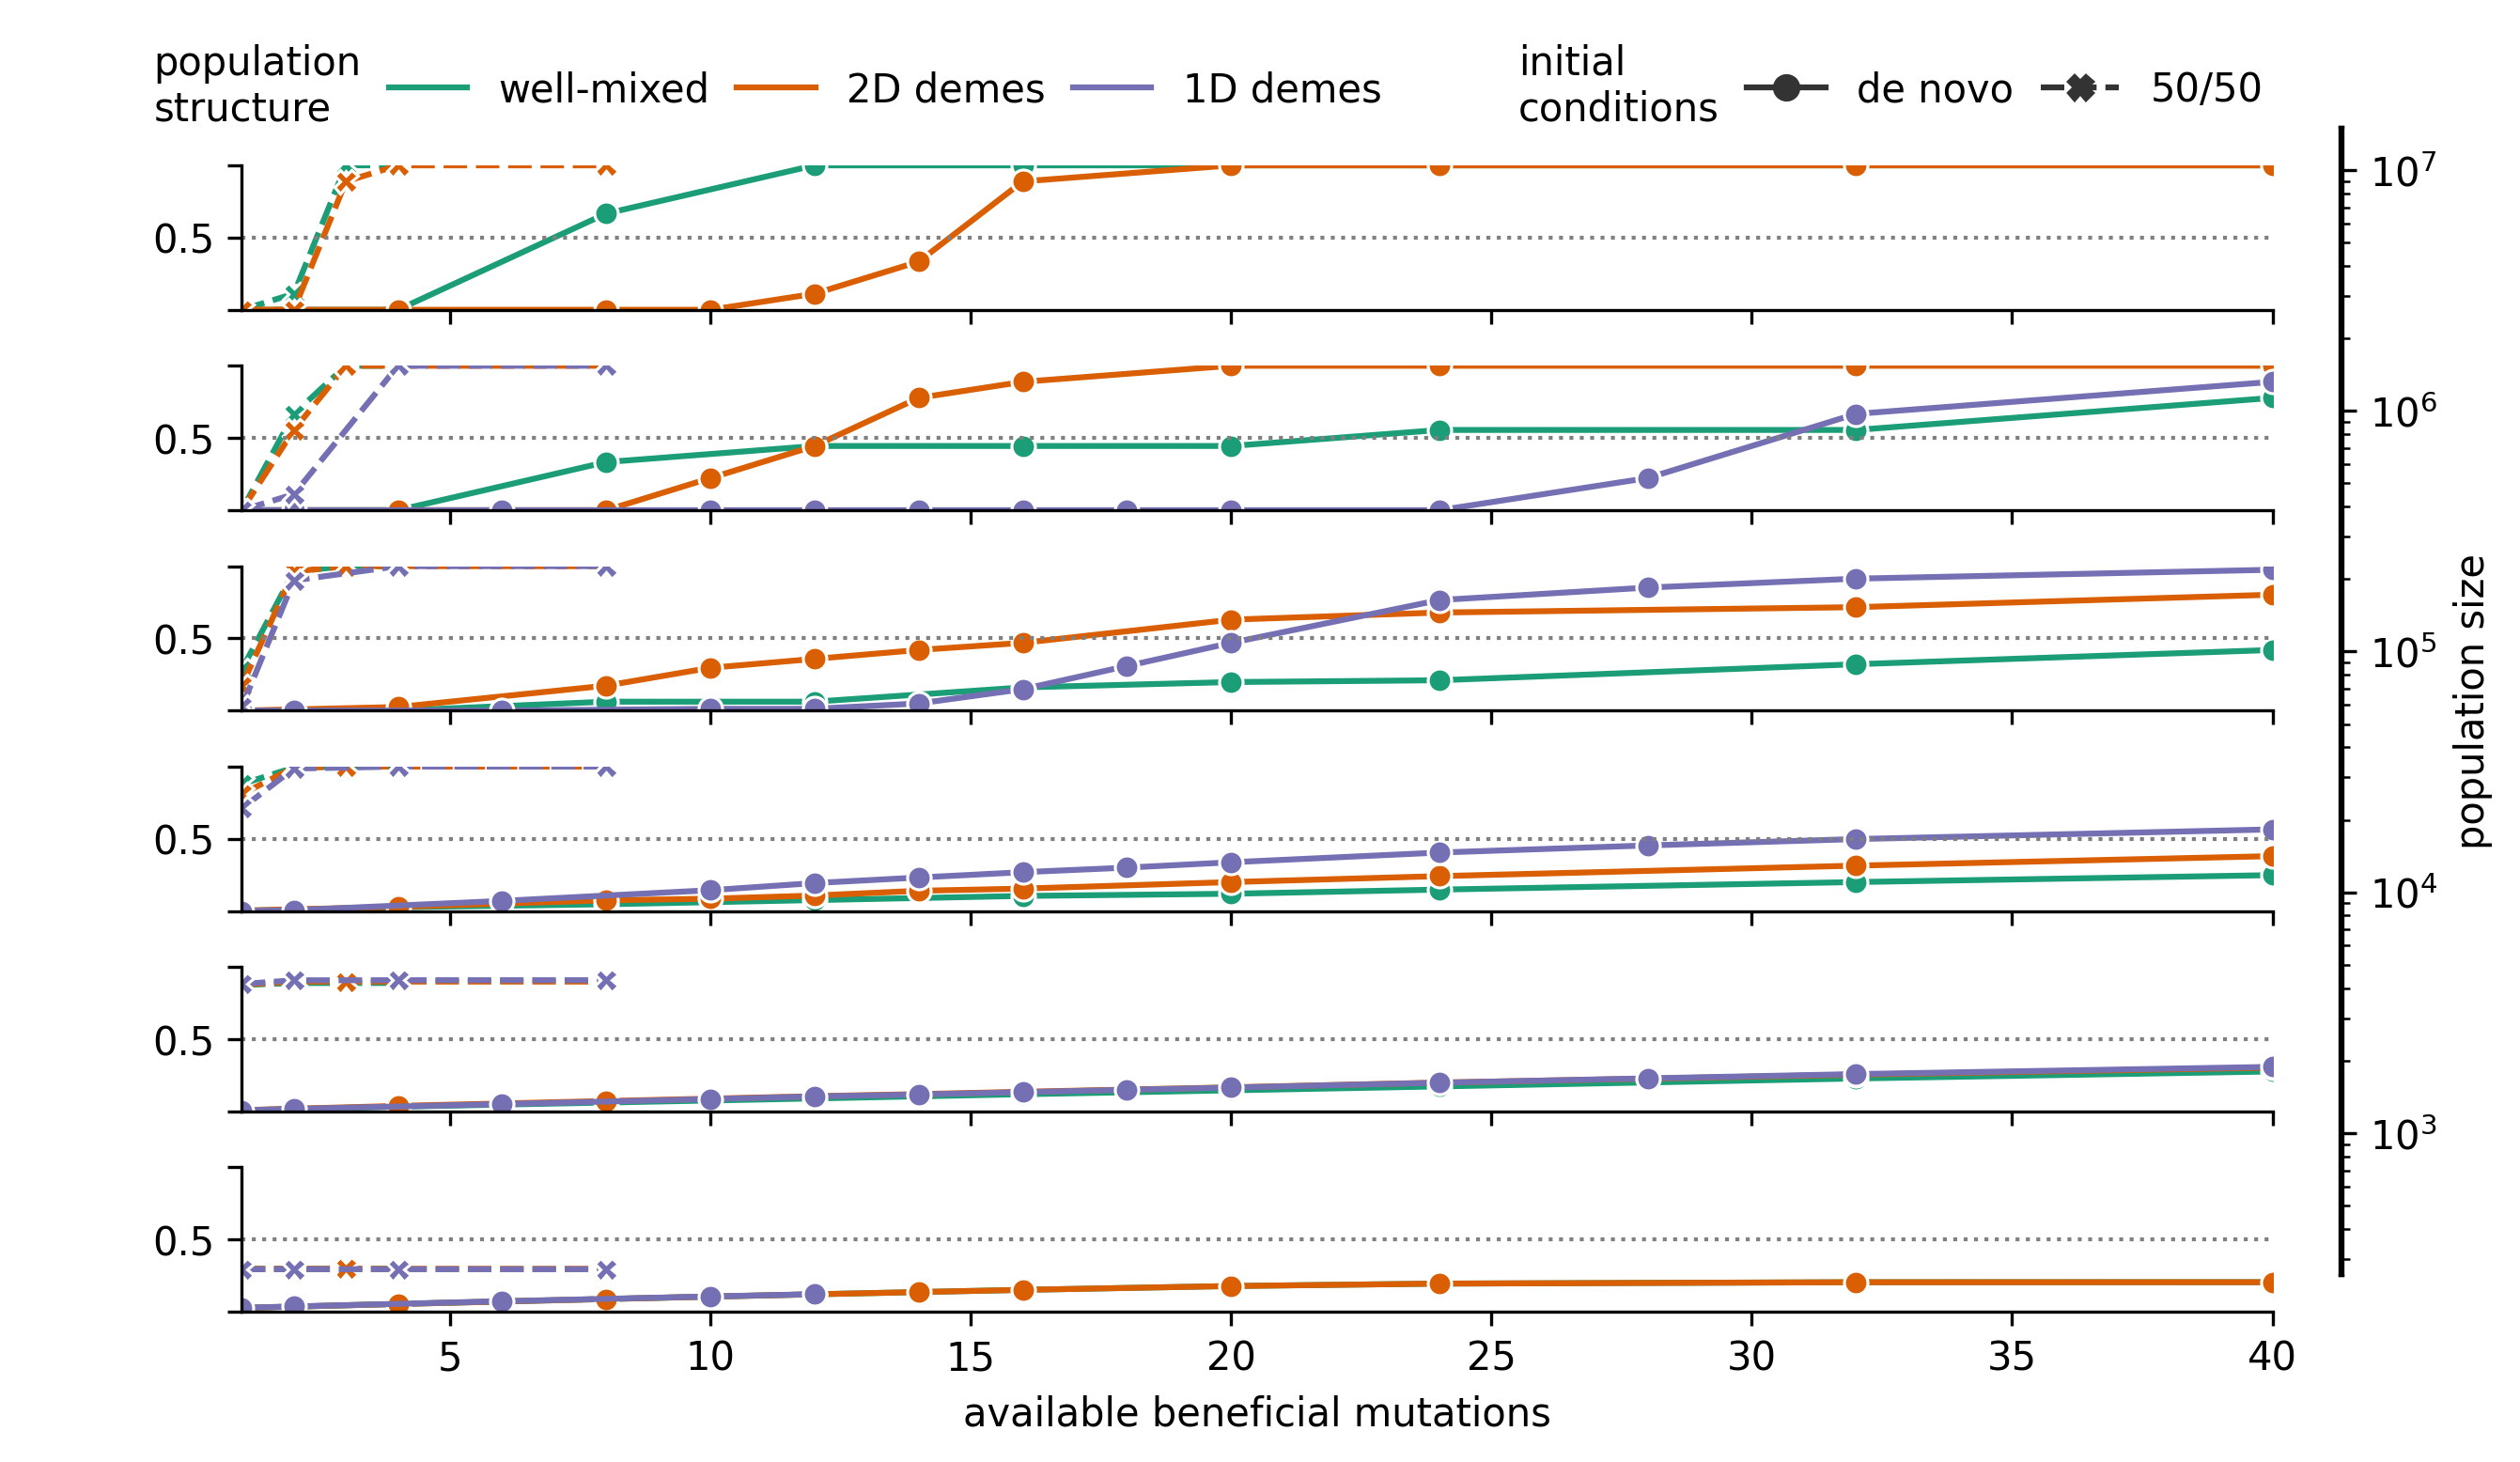 population structure
well-mixed
2D demes
1D demes
initial conditions
de novo
50/50
0.5
0.5
0.5
0.5
0.5
0.5
10⁷
10⁶
10⁵
10⁴
10³
population size
5 10 15 20 25 30 35 40
available beneficial mutations